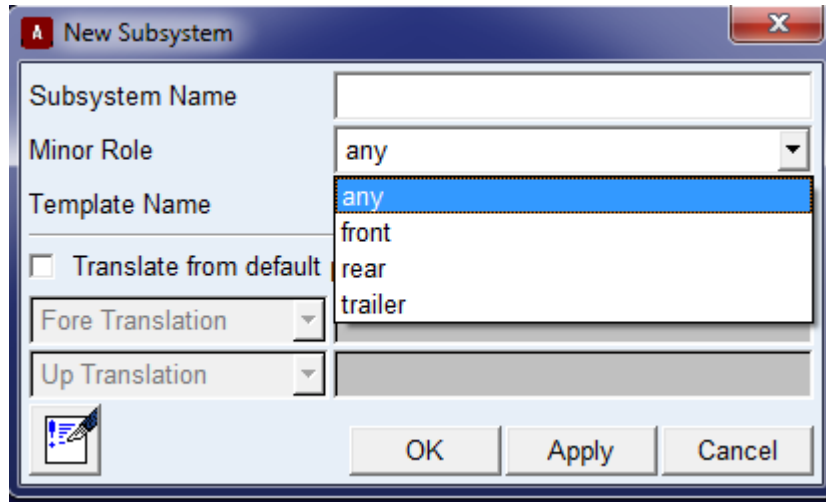 New Subsystem
Subsystem Name
Minor Role any
Template Name any
front
Translate from default rear
trailer
Fore Translation
Up Translation
OK Apply Cancel